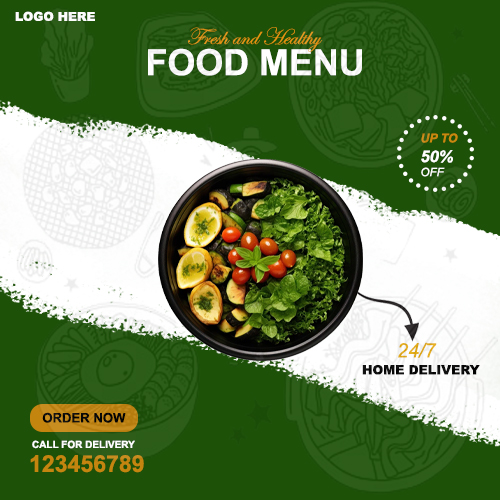 LOGO HERE
Fresh and Healthy
FOOD MENU
UP TO
50%
OFF
24/7
HOME DELIVERY
ORDER NOW
CALL FOR DELIVERY
123456789